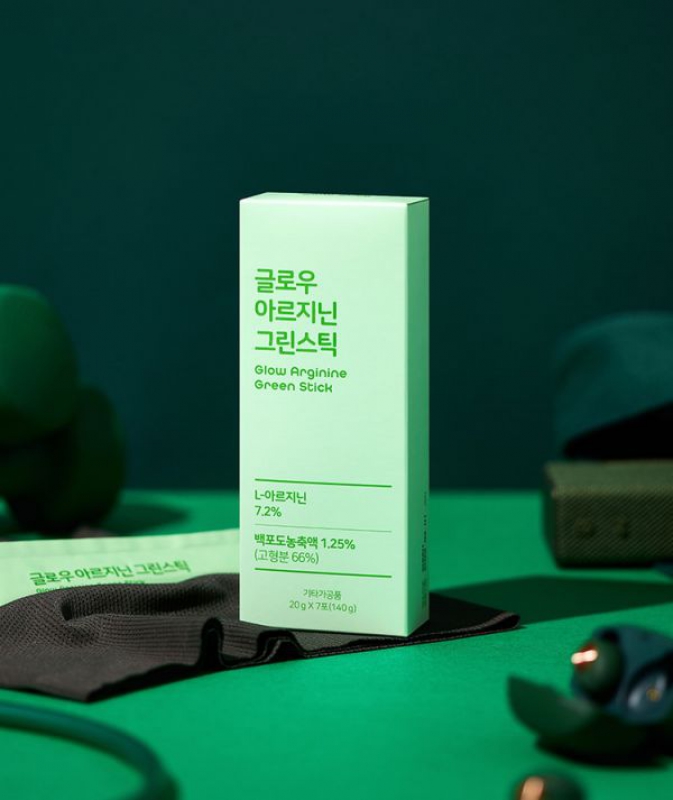 글로우
아르지닌
그린스틱
Glow Arginine
Green Stick
L-아르지닌
7.2%
백포도농축액 1.25%
(고형분 66%)
기타가공품
20 g X 7포(140 g)
글로우 아르지닌 그린스틱